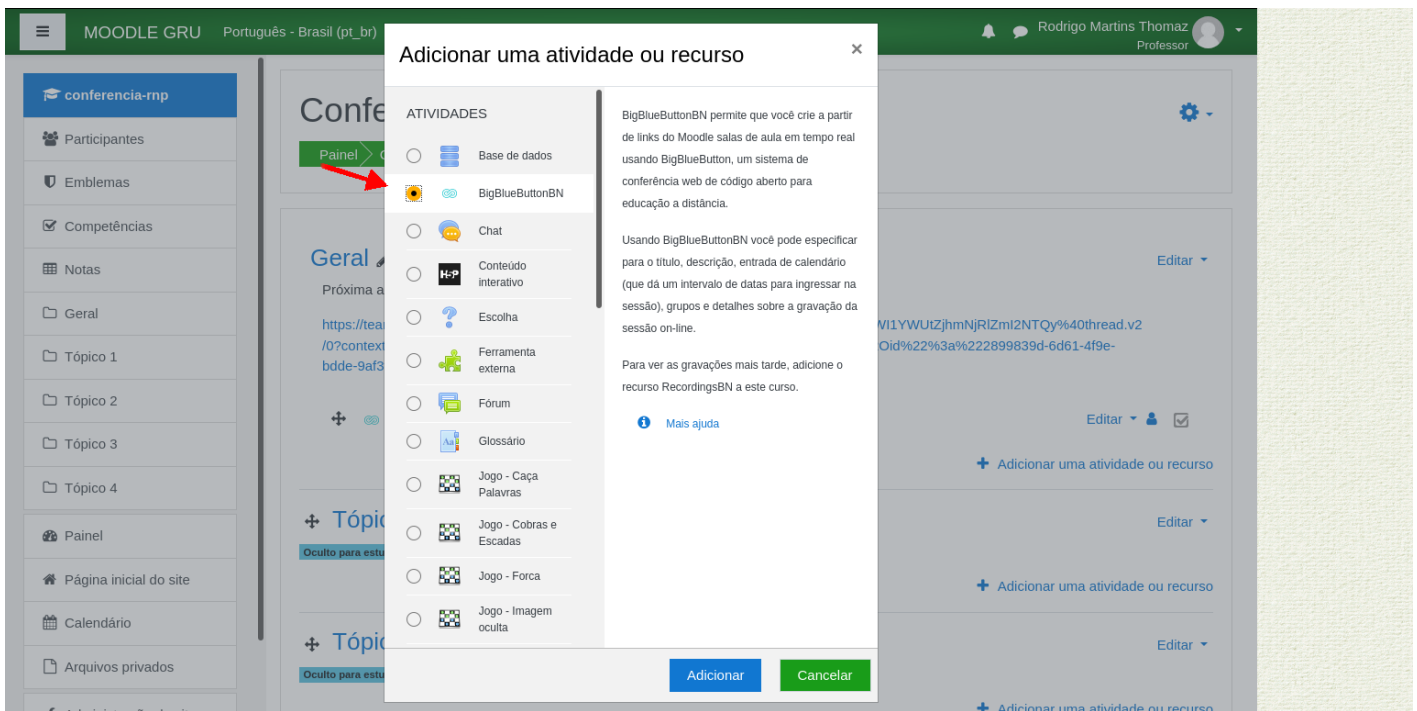 MOODLE GRU Português - Brasil (pt_br)
Rodrigo Martins Thomaz
Professor
conferencia-rnp
Participantes
Emblemas
Competências
Notas
Geral
Tópico 1
Tópico 2
Tópico 3
Tópico 4
Painel
Página inicial do site
Calendário
Arquivos privados
Confe
Painel
Geral
Editar
Próxima a
https://tea
WI1YWUtZjhmNjRlZmI2NTQy%40thread.v2
/0?context
Oid%22%3a%222899839d-6d61-4f9e-
bdde-9af3
Editar
Adicionar uma atividade ou recurso
Tópic
Editar
Oculto para estu
Adicionar uma atividade ou recurso
Tópic
Editar
Oculto para estu
Adicionar uma atividade ou recurso
Adicionar uma atividade ou recurso
×
ATIVIDADES
Base de dados
BigBlueButtonBN
Chat
H-P
Conteúdo
interativo
Escolha
Ferramenta
externa
Fórum
Aa
Glossário
Jogo - Caça
Palavras
Jogo - Cobras e
Escadas
Jogo - Forca
Jogo - Imagem
oculta
BigBlueButtonBN permite que você crie a partir
de links do Moodle salas de aula em tempo real
usando BigBlueButton, um sistema de
conferência web de código aberto para
educação a distância.
Usando BigBlueButtonBN você pode especificar
para o título, descrição, entrada de calendário
(que dá um intervalo de datas para ingressar na
sessão), grupos e detalhes sobre a gravação da
sessão on-line.
Para ver as gravações mais tarde, adicione o
recurso RecordingsBN a este curso.
Mais ajuda
Adicionar
Cancelar